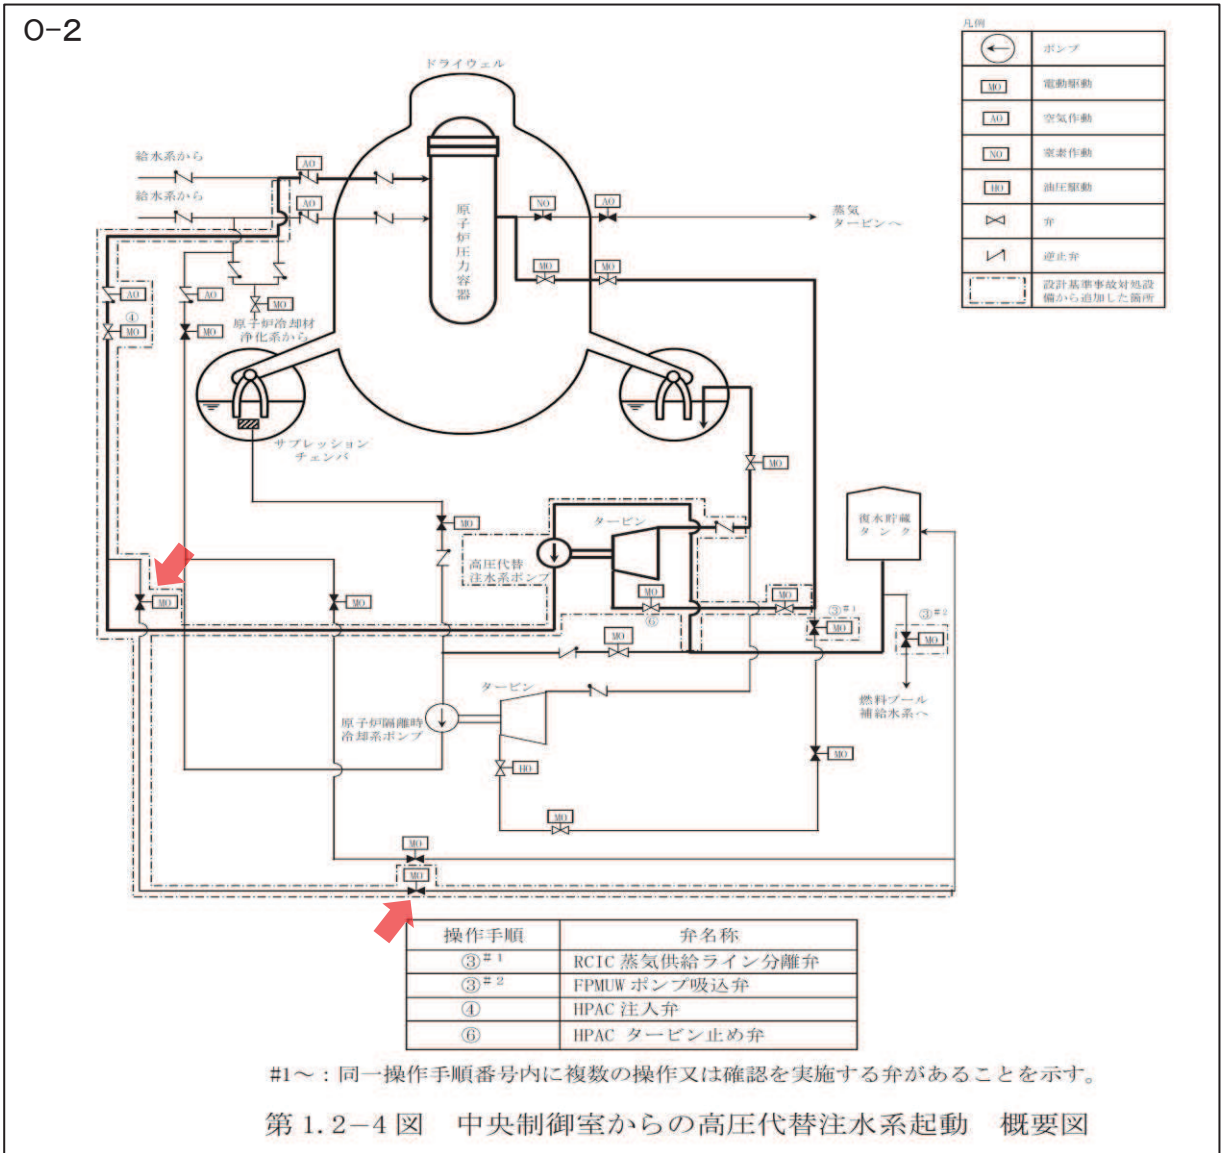 O-2
凡例
ポンプ
MO 電動駆動
AO 空気作動
NO 窒素作動
HO 油圧駆動
弁
逆止弁
設計基準事故対処設
備から追加した箇所
ドライウェル
給水系から
AO
給水系から
AO
原子炉圧力容器
NO
AO
蒸気
タービンへ
MO
MO
AO
AO
MO
④
MO
MO
原子炉冷却材
浄化系から
サプレッション
チェンバ
MO
MO
タービン
復水貯蔵
タンク
高圧代替
注水系ポンプ
MO
MO
MO
MO
⑥
③#1
MO
③#2
MO
MO
タービン
燃料プール
補給水系へ
原子炉隔離時
冷却系ポンプ
HO
MO
MO
MO
MO
操作手順 弁名称
③#1 RCIC 蒸気供給ライン分離弁
③#2 FPMUW ポンプ吸込弁
④ HPAC 注入弁
⑥ HPAC タービン止め弁
#1～：同一操作手順番号内に複数の操作又は確認を実施する弁があることを示す。
第 1.2-4 図　中央制御室からの高圧代替注水系起動　概要図